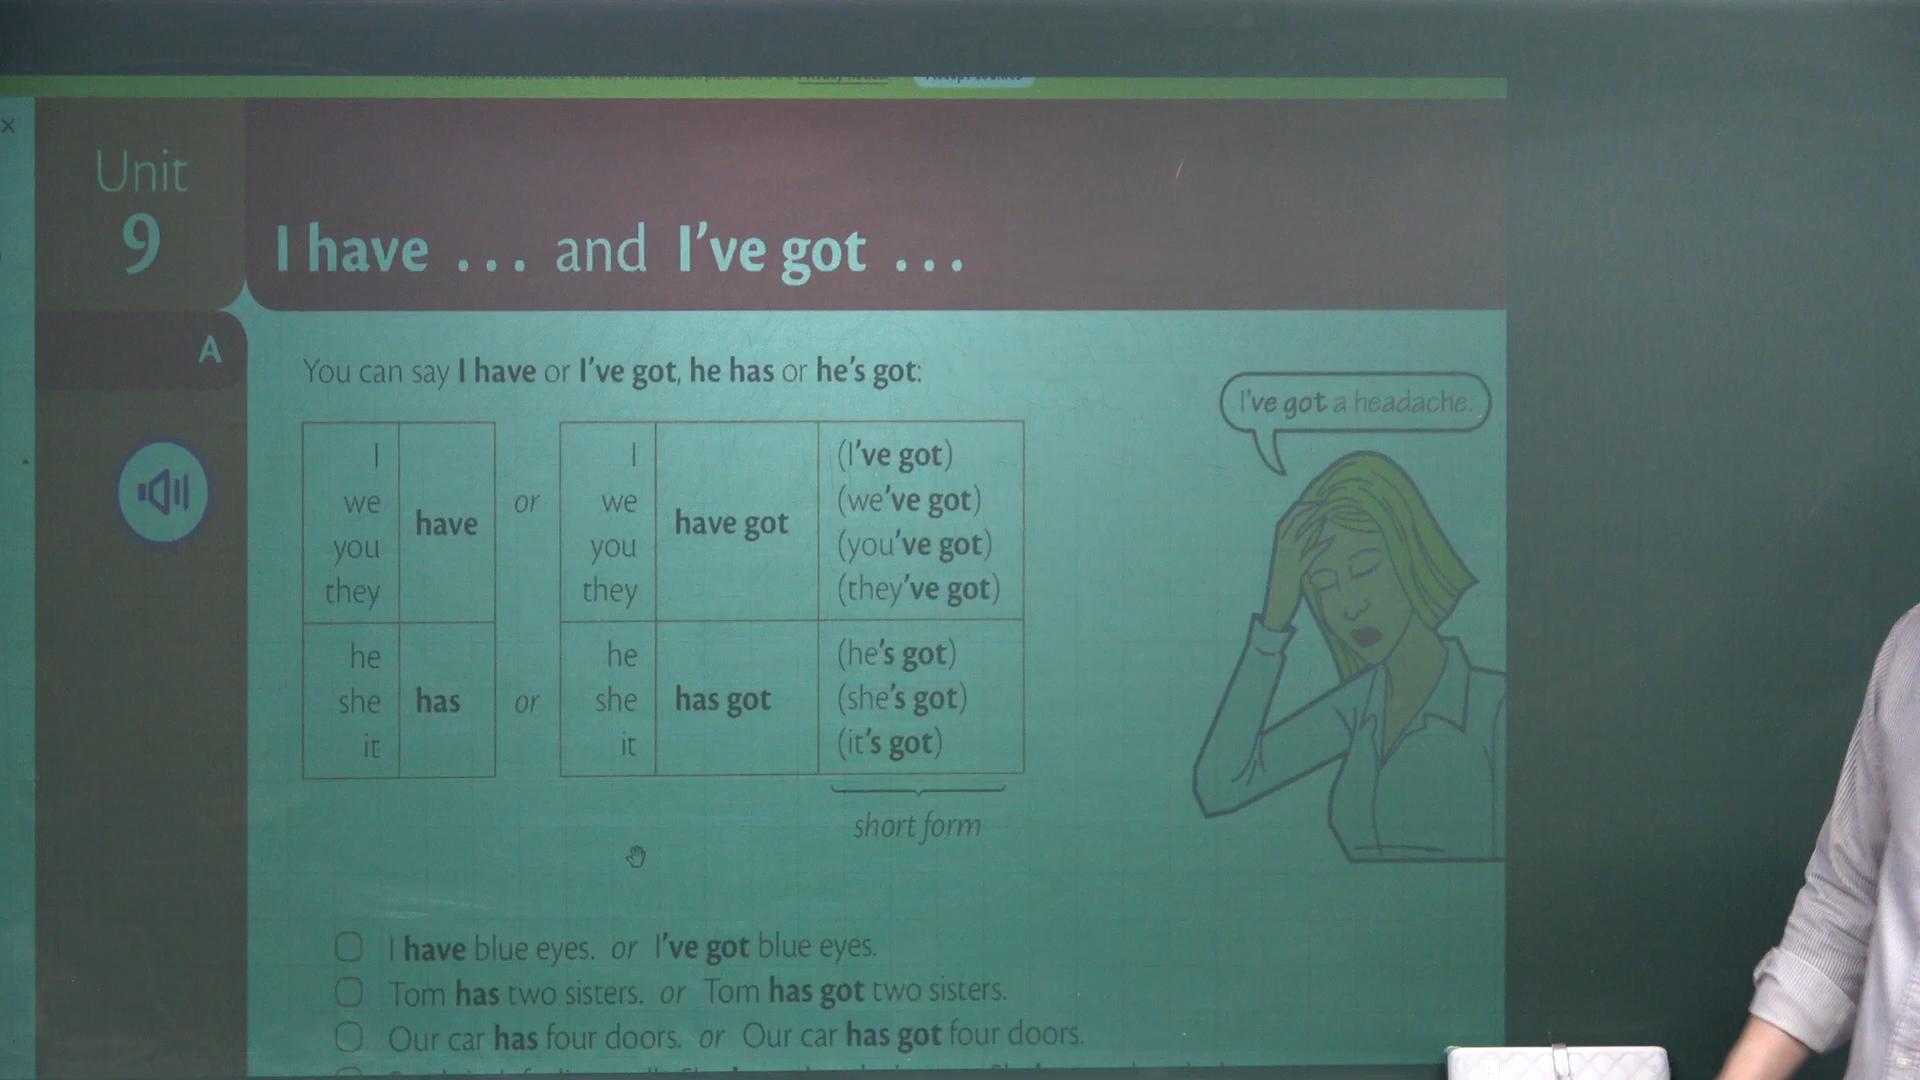 Unit
9
I have ... and I've got ...
A
You can say I have or I've got, he has or he's got:
I've got a headache.
I
we
you
they
have
or
I
we
you
they
have got
(I've got)
(we've got)
(you've got)
(they've got)
he
she
it
has
or
he
she
it
has got
(he's got)
(she's got)
(it's got)
short form
I have blue eyes. or I've got blue eyes.
Tom has two sisters. or Tom has got two sisters.
Our car has four doors. or Our car has got four doors.